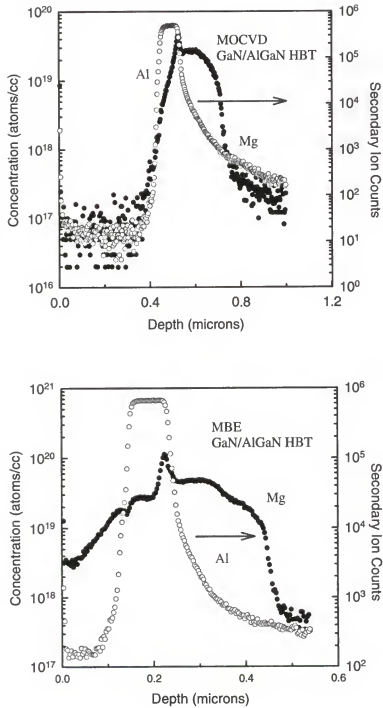 10^20
10^19
10^18
10^17
10^16
Concentration (atoms/cc)
MOCVD
GaN/AlGaN HBT
Al
Mg
10^6
10^5
10^4
10^3
10^2
10^1
10^0
Secondary Ion Counts
0.0 0.4 0.8 1.2
Depth (microns)
10^21
10^20
10^19
10^18
10^17
Concentration (atoms/cc)
MBE
GaN/AlGaN HBT
Mg
Al
10^6
10^5
10^4
10^3
10^2
Secondary Ion Counts
0.0 0.2 0.4 0.6
Depth (microns)